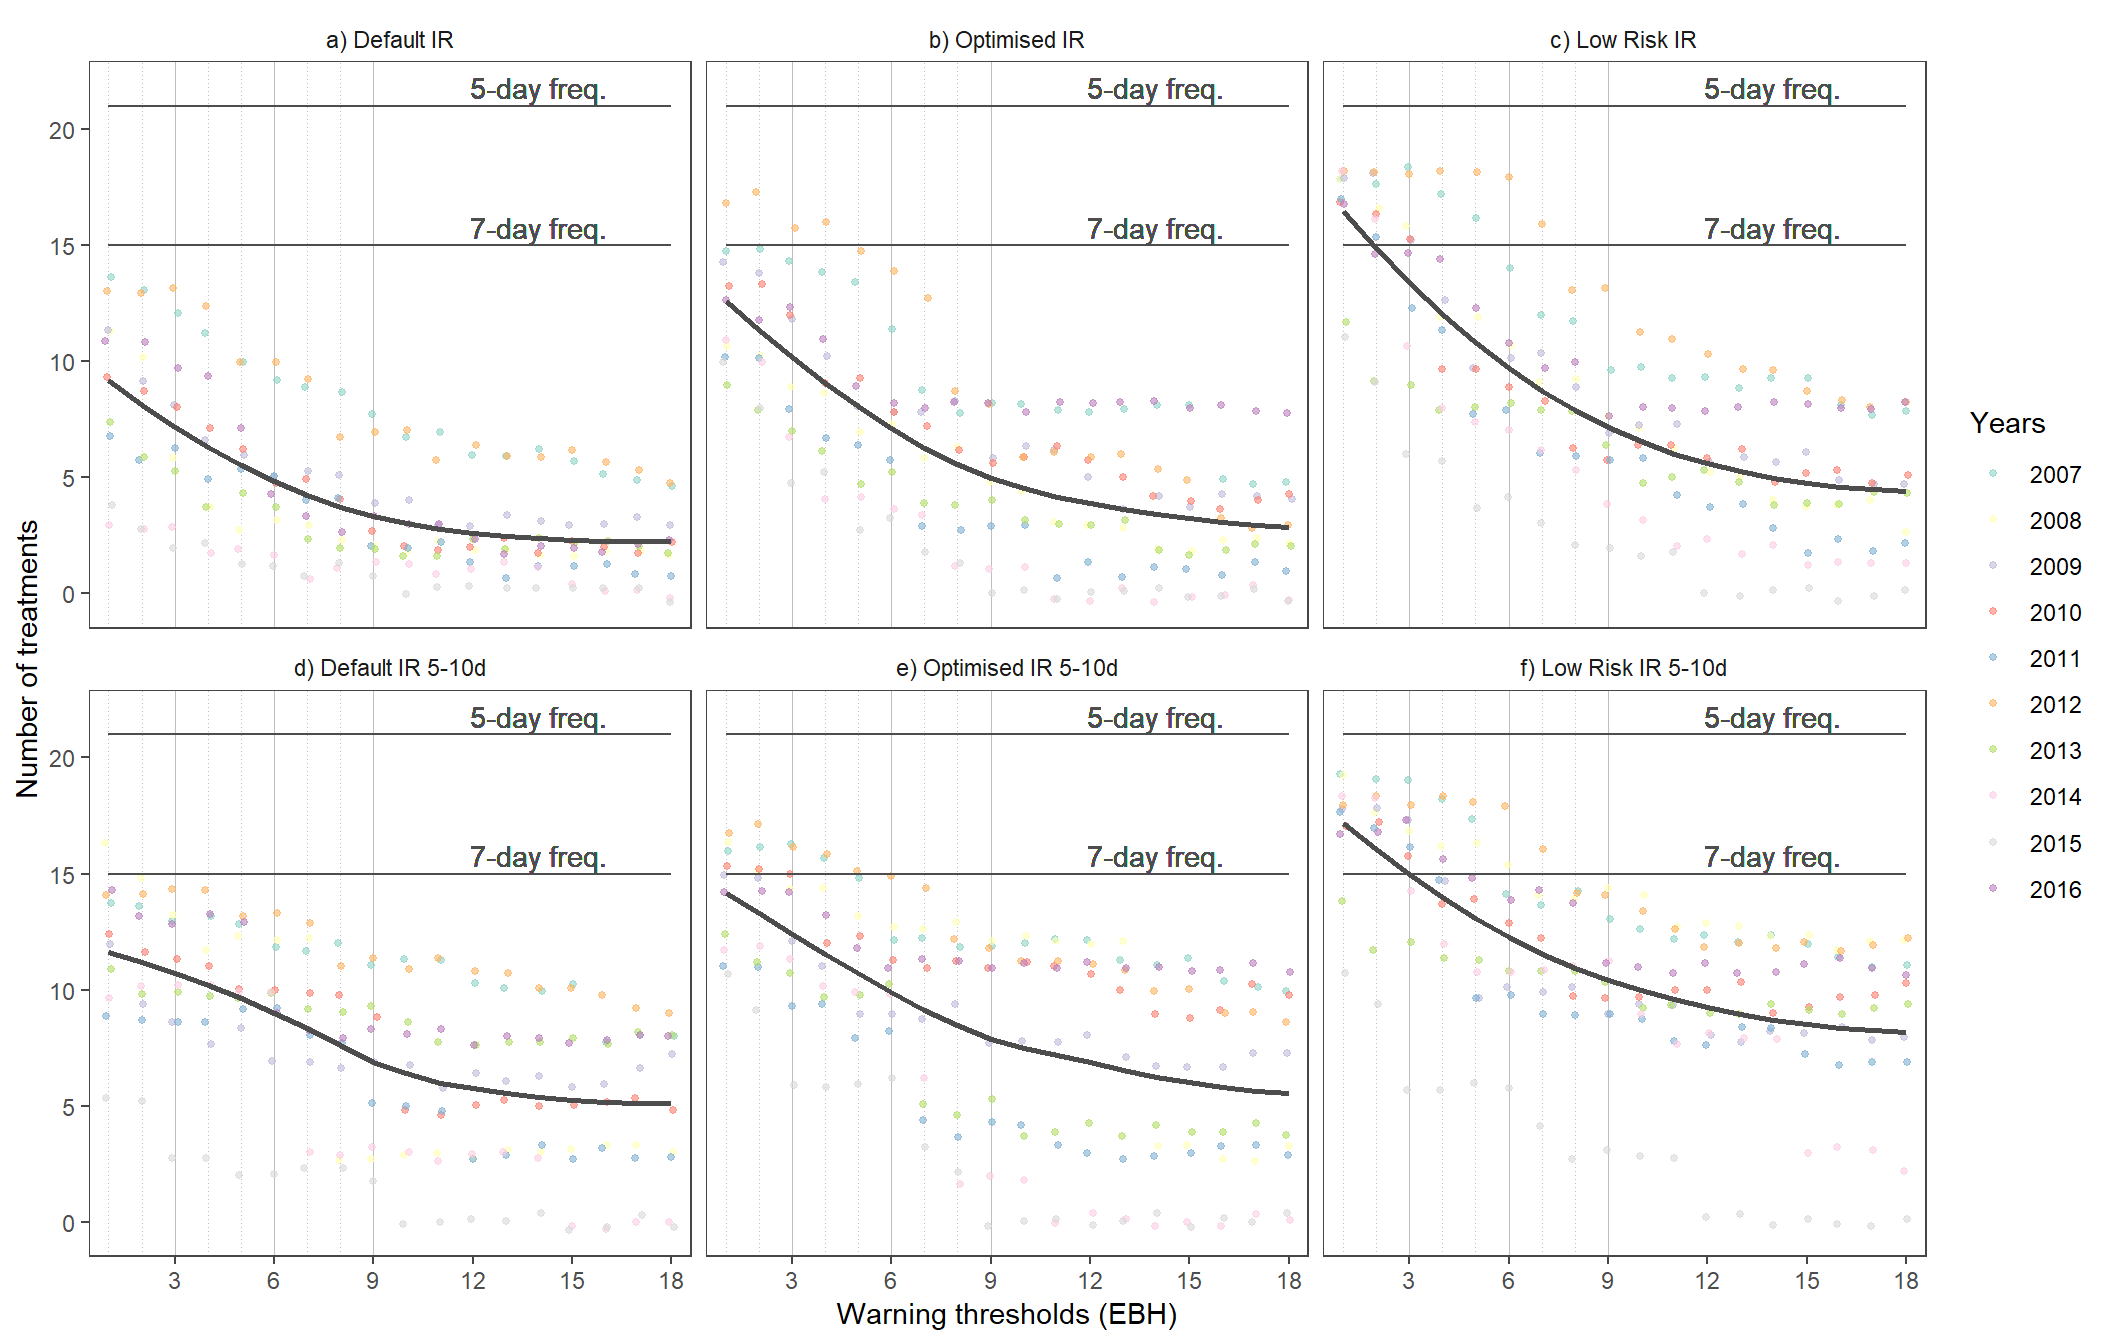 a) Default IR
b) Optimised IR
c) Low Risk IR
5-day freq.
5-day freq.
5-day freq.
20
7-day freq.
7-day freq.
7-day freq.
15
10
5
0
d) Default IR 5-10d
e) Optimised IR 5-10d
f) Low Risk IR 5-10d
5-day freq.
5-day freq.
5-day freq.
20
7-day freq.
7-day freq.
7-day freq.
15
10
5
0
3 6 9 12 15 18
3 6 9 12 15 18
3 6 9 12 15 18
Warning thresholds (EBH)
Number of treatments
Years
2007
2008
2009
2010
2011
2012
2013
2014
2015
2016